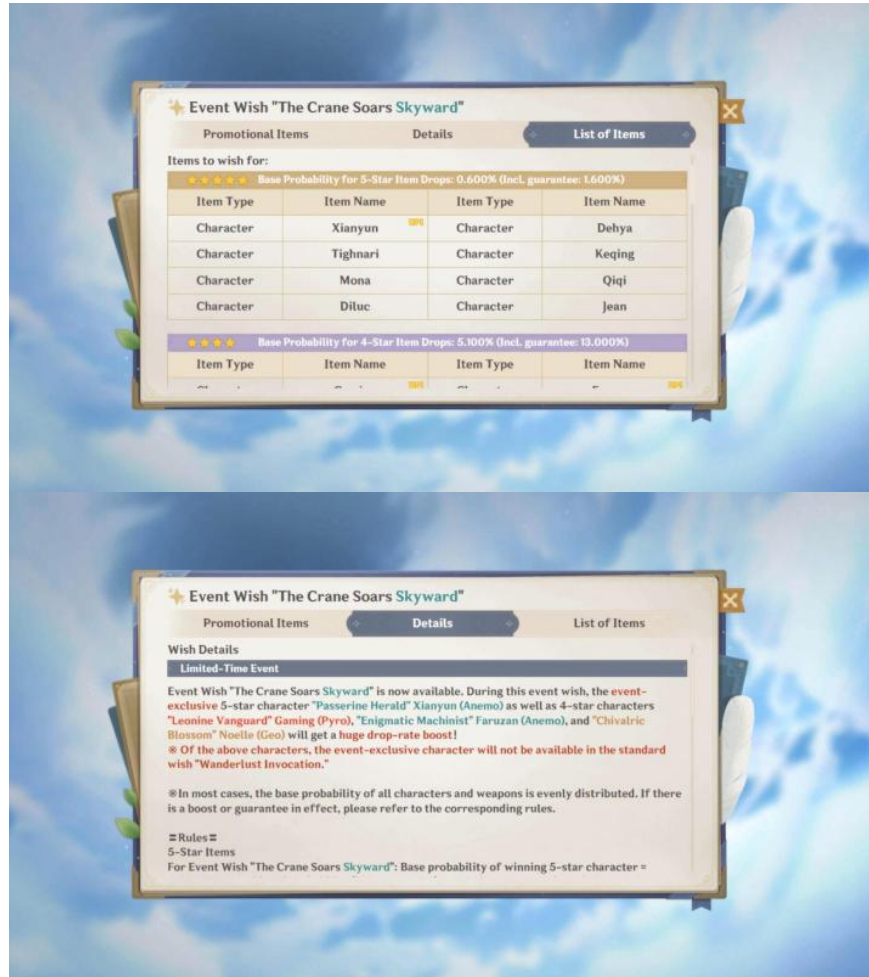 Event Wish "The Crane Soars Skyward"
Promotional Items Details List of Items
Items to wish for:
Base Probability for 5-Star Item Drops: 0.600% (Incl. guarantee: 1.600%)
Item Type Item Name Item Type Item Name
Character Xianyun Character Dehya
Character Tighnari Character Keqing
Character Mona Character Qiqi
Character Diluc Character Jean
Base Probability for 4-Star Item Drops: 5.100% (Incl. guarantee: 13.000%)
Item Type Item Name Item Type Item Name
Event Wish "The Crane Soars Skyward"
Promotional Items Details List of Items
Wish Details
Limited-Time Event
Event Wish "The Crane Soars Skyward" is now available. During this event wish, the event-
exclusive 5-star character "Passerine Herald" Xianyun (Anemo) as well as 4-star characters
"Leonine Vanguard" Gaming (Pyro), "Enigmatic Machinist" Faruzan (Anemo), and "Chivalric
Blossom" Noelle (Geo) will get a huge drop-rate boost!
※ Of the above characters, the event-exclusive character will not be available in the standard
wish "Wanderlust Invocation."
※In most cases, the base probability of all characters and weapons is evenly distributed. If there
is a boost or guarantee in effect, please refer to the corresponding rules.
〓Rules〓
5-Star Items
For Event Wish "The Crane Soars Skyward": Base probability of winning 5-star character =